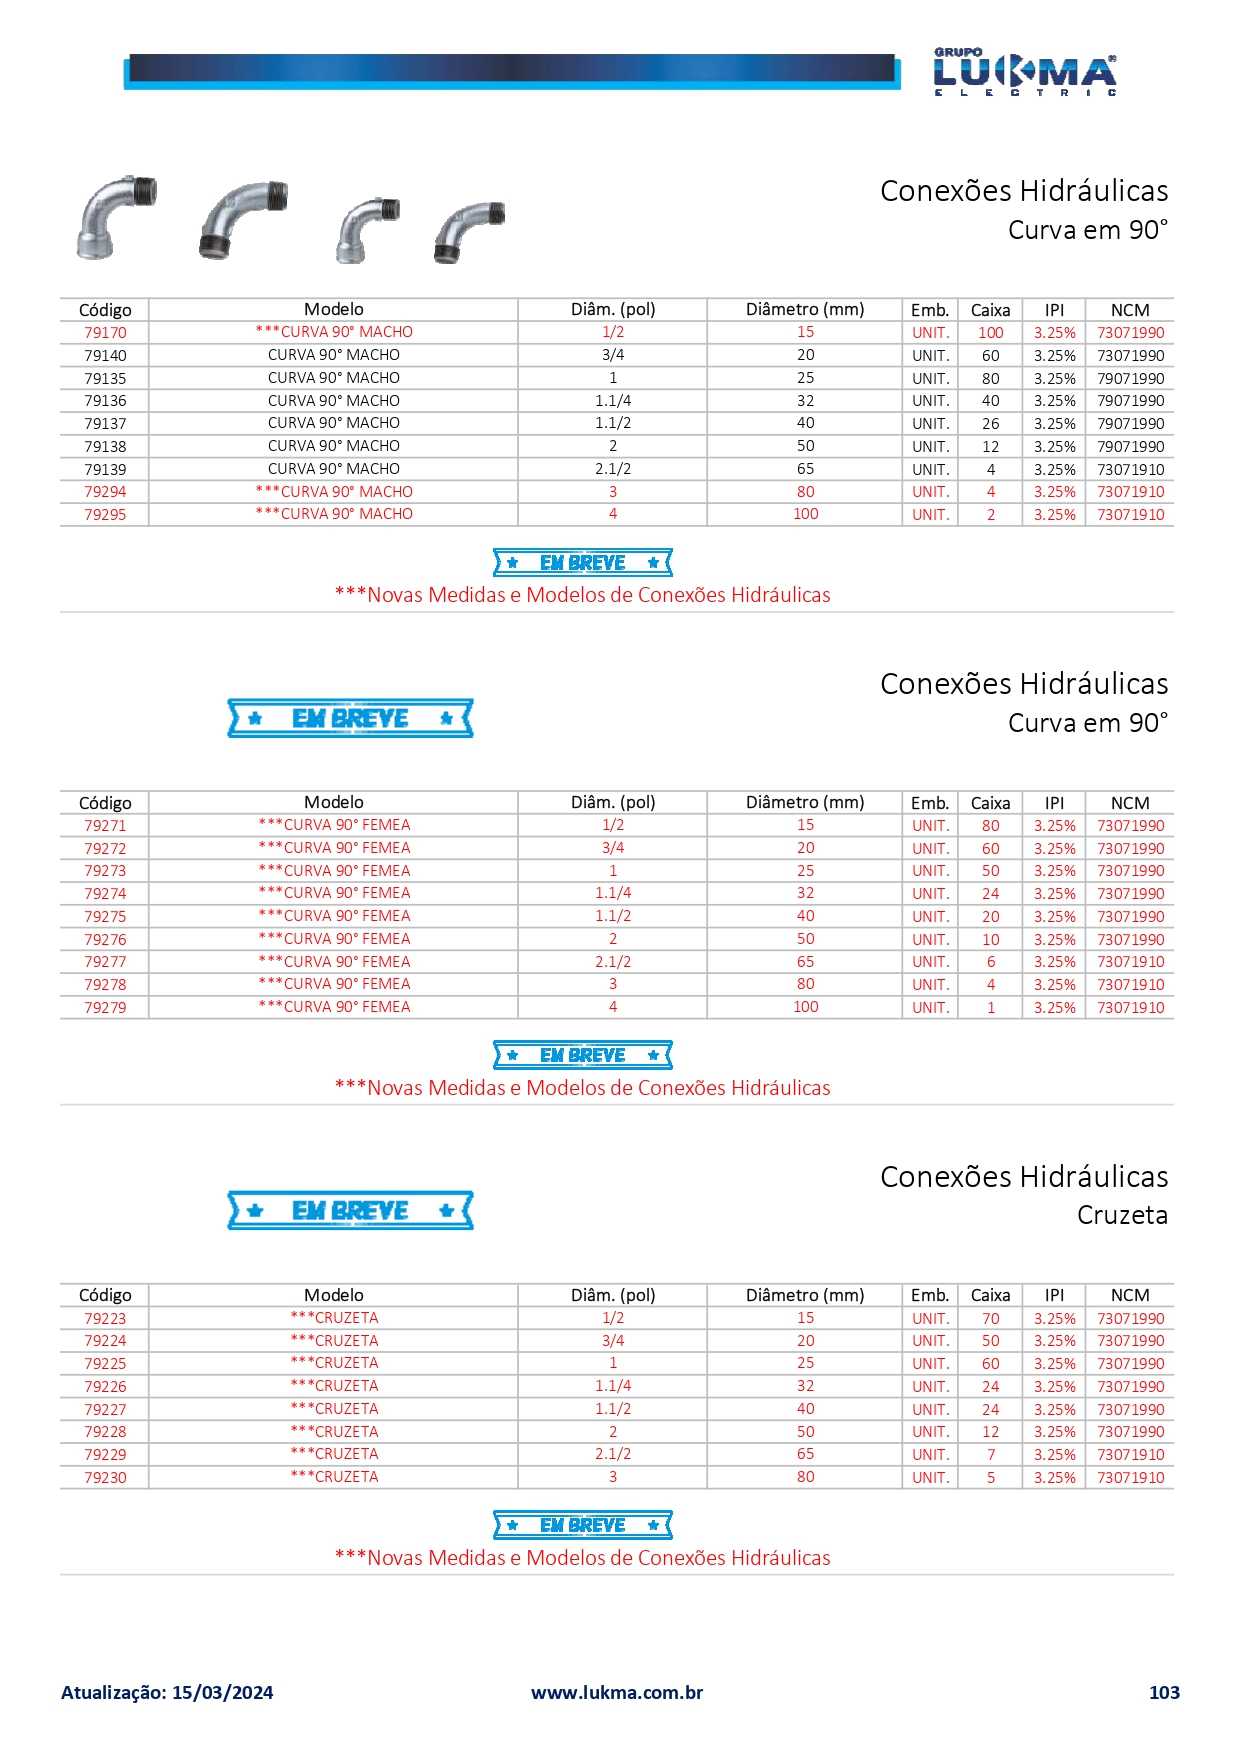 GRUPO
LUKMA®
ELECTRIC
Conexões Hidráulicas
Curva em 90°
Código Modelo Diâm. (pol) Diâmetro (mm) Emb. Caixa IPI NCM
79170 ***CURVA 90° MACHO 1/2 15 UNIT. 100 3.25% 73071990
79140 CURVA 90° MACHO 3/4 20 UNIT. 60 3.25% 73071990
79135 CURVA 90° MACHO 1 25 UNIT. 80 3.25% 79071990
79136 CURVA 90° MACHO 1.1/4 32 UNIT. 40 3.25% 79071990
79137 CURVA 90° MACHO 1.1/2 40 UNIT. 26 3.25% 79071990
79138 CURVA 90° MACHO 2 50 UNIT. 12 3.25% 79071990
79139 CURVA 90° MACHO 2.1/2 65 UNIT. 4 3.25% 73071910
79294 ***CURVA 90° MACHO 3 80 UNIT. 4 3.25% 73071910
79295 ***CURVA 90° MACHO 4 100 UNIT. 2 3.25% 73071910
EM BREVE
***Novas Medidas e Modelos de Conexões Hidráulicas
Conexões Hidráulicas
Curva em 90°
EM BREVE
Código Modelo Diâm. (pol) Diâmetro (mm) Emb. Caixa IPI NCM
79271 ***CURVA 90° FEMEA 1/2 15 UNIT. 80 3.25% 73071990
79272 ***CURVA 90° FEMEA 3/4 20 UNIT. 60 3.25% 73071990
79273 ***CURVA 90° FEMEA 1 25 UNIT. 50 3.25% 73071990
79274 ***CURVA 90° FEMEA 1.1/4 32 UNIT. 24 3.25% 73071990
79275 ***CURVA 90° FEMEA 1.1/2 40 UNIT. 20 3.25% 73071990
79276 ***CURVA 90° FEMEA 2 50 UNIT. 10 3.25% 73071990
79277 ***CURVA 90° FEMEA 2.1/2 65 UNIT. 6 3.25% 73071910
79278 ***CURVA 90° FEMEA 3 80 UNIT. 4 3.25% 73071910
79279 ***CURVA 90° FEMEA 4 100 UNIT. 1 3.25% 73071910
EM BREVE
***Novas Medidas e Modelos de Conexões Hidráulicas
Conexões Hidráulicas
Cruzeta
EM BREVE
Código Modelo Diâm. (pol) Diâmetro (mm) Emb. Caixa IPI NCM
79223 ***CRUZETA 1/2 15 UNIT. 70 3.25% 73071990
79224 ***CRUZETA 3/4 20 UNIT. 50 3.25% 73071990
79225 ***CRUZETA 1 25 UNIT. 60 3.25% 73071990
79226 ***CRUZETA 1.1/4 32 UNIT. 24 3.25% 73071990
79227 ***CRUZETA 1.1/2 40 UNIT. 24 3.25% 73071990
79228 ***CRUZETA 2 50 UNIT. 12 3.25% 73071990
79229 ***CRUZETA 2.1/2 65 UNIT. 7 3.25% 73071910
79230 ***CRUZETA 3 80 UNIT. 5 3.25% 73071910
EM BREVE
***Novas Medidas e Modelos de Conexões Hidráulicas
Atualização: 15/03/2024 www.lukma.com.br 103